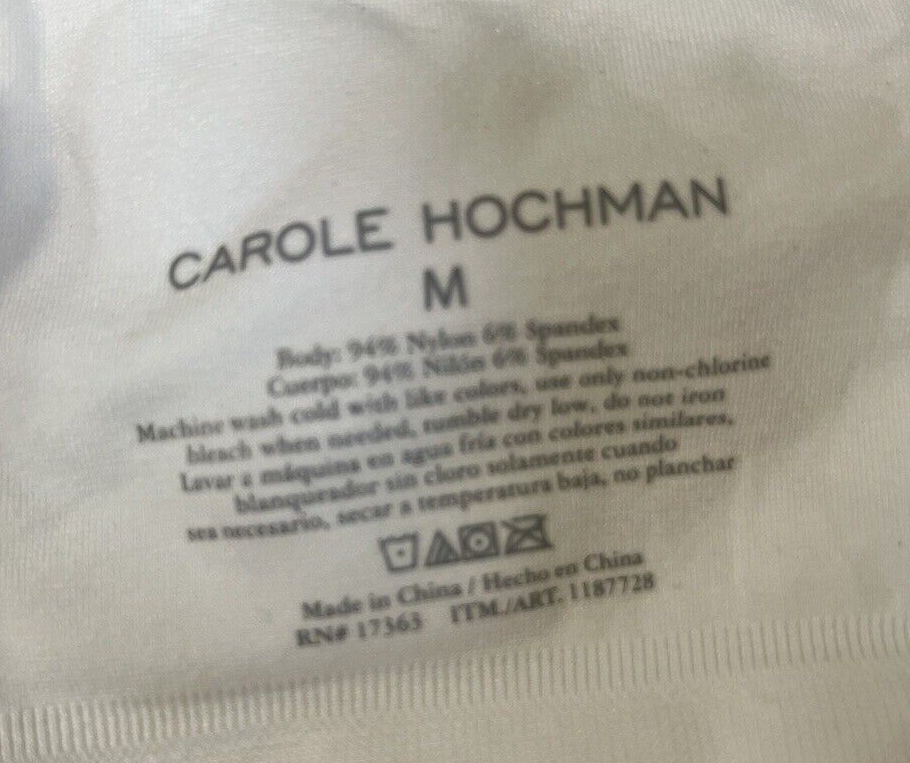 CAROLE HOCHMAN
M
Body: 94% Nylon 6% Spandex
Cuerpo: 94% Nilón 6% Spandex
Machine wash cold with like colors, use only non-chlorine
bleach when needed, tumble dry low, do not iron
Lavar a máquina en agua fría con colores similares,
blanqueador sin cloro solamente cuando
sea necesario, secar a temperatura baja, no planchar
Made in China / Hecho en China
RN# 17363 ITM./ART. 1187728